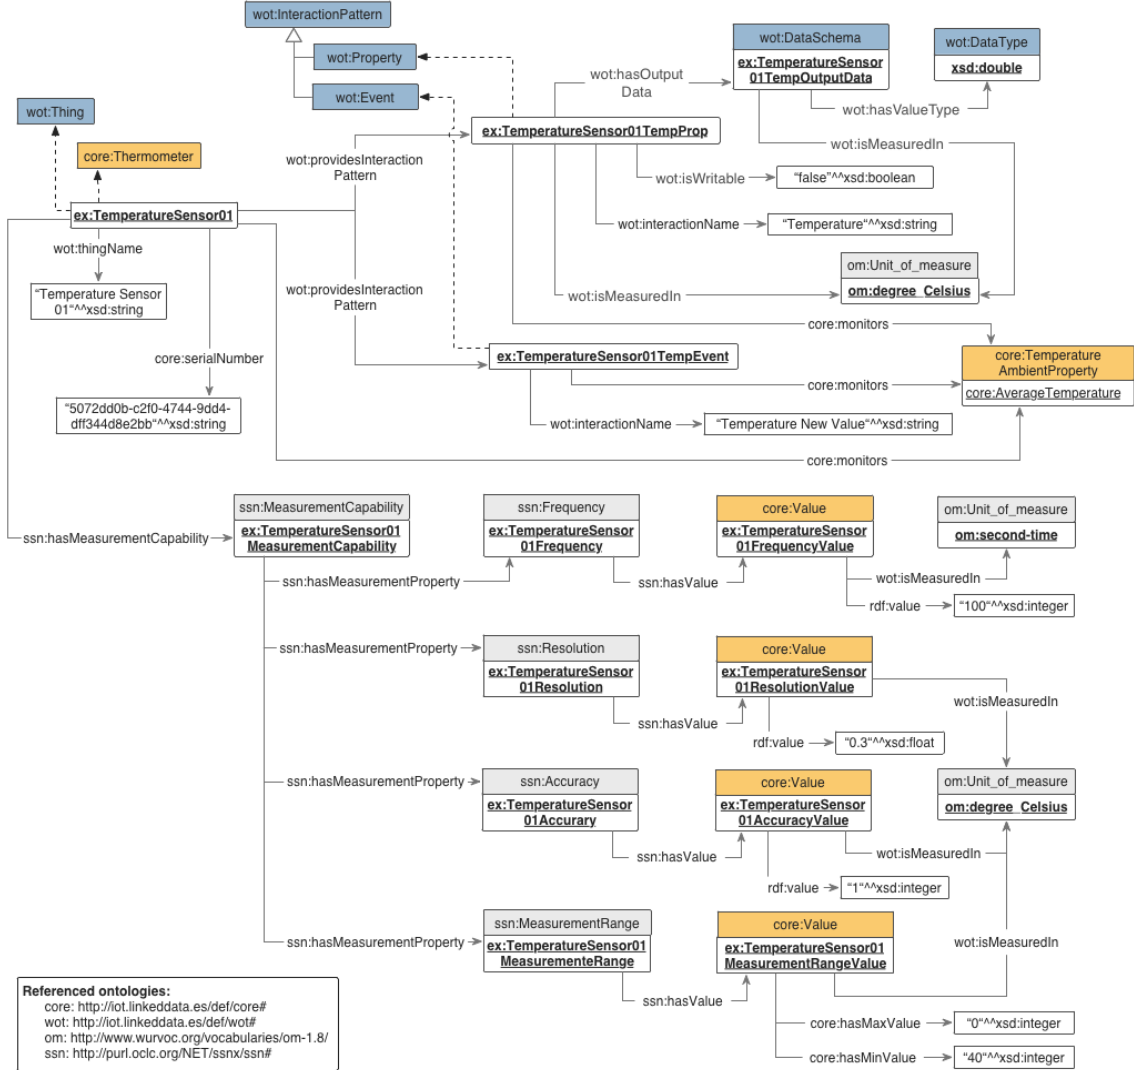 wot:InteractionPattern
wot:Property
wot:Event
wot:DataSchema
ex:TemperatureSensor
01TempOutputData
wot:DataType
xsd:double
wot:hasOutput
Data
wot:hasValueType
wot:Thing
core:Thermometer
ex:TemperatureSensor01TempProp
wot:isMeasuredIn
wot:providesInteraction
Pattern
wot:isWritable
"false"^^xsd:boolean
ex:TemperatureSensor01
wot:interactionName
"Temperature"^^xsd:string
wot:thingName
om:Unit_of_measure
om:degree_Celsius
"Temperature Sensor
01"^^xsd:string
wot:providesInteraction
Pattern
wot:isMeasuredIn
core:monitors
core:serialNumber
ex:TemperatureSensor01TempEvent
core:Temperature
AmbientProperty
core:AverageTemperature
core:monitors
"5072dd0b-c2f0-4744-9dd4-
dff344d8e2bb"^^xsd:string
wot:interactionName
"Temperature New Value"^^xsd:string
core:monitors
ssn:MeasurementCapability
ex:TemperatureSensor01
MeasurementCapability
ssn:hasMeasurementCapability
ssn:Frequency
ex:TemperatureSensor
01Frequency
core:Value
ex:TemperatureSensor
01FrequencyValue
om:Unit_of_measure
om:second-time
ssn:hasMeasurementProperty
ssn:hasValue
wot:isMeasuredIn
rdf:value
"100"^^xsd:integer
ssn:hasMeasurementProperty
ssn:Resolution
ex:TemperatureSensor
01Resolution
core:Value
ex:TemperatureSensor
01ResolutionValue
ssn:hasValue
wot:isMeasuredIn
rdf:value
"0.3"^^xsd:float
ssn:hasMeasurementProperty
ssn:Accuracy
ex:TemperatureSensor
01Accurary
core:Value
ex:TemperatureSensor
01AccuracyValue
om:Unit_of_measure
om:degree_Celsius
ssn:hasValue
wot:isMeasuredIn
rdf:value
"1"^^xsd:integer
ssn:hasMeasurementProperty
ssn:MeasurementRange
ex:TemperatureSensor01
MeasurementeRange
core:Value
ex:TemperatureSensor01
MeasurementRangeValue
wot:isMeasuredIn
ssn:hasValue
core:hasMaxValue
"0"^^xsd:integer
core:hasMinValue
"40"^^xsd:integer
Referenced ontologies:
core: http://iot.linkeddata.es/def/core#
wot: http://iot.linkeddata.es/def/wot#
om: http://www.wurvoc.org/vocabularies/om-1.8/
ssn: http://purl.oclc.org/NET/ssnx/ssn#